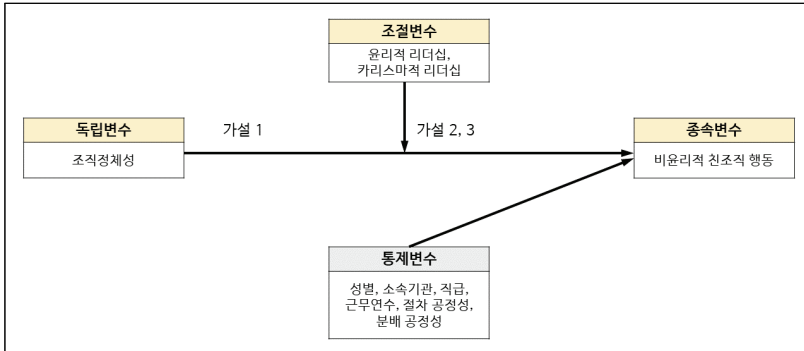 조절변수
윤리적 리더십,
카리스마적 리더십
독립변수
조직정체성
가설 1
가설 2, 3
종속변수
비윤리적 친조직 행동
통제변수
성별, 소속기관, 직급,
근무연수, 절차 공정성,
분배 공정성